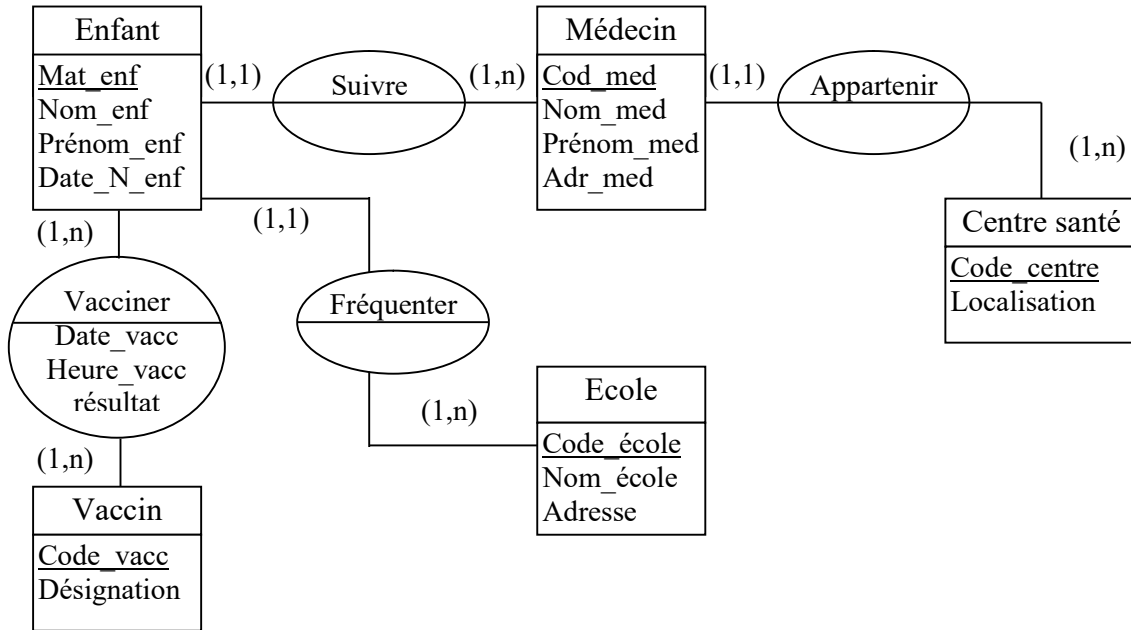 Enfant
Mat_enf
Nom_enf
Prénom_enf
Date_N_enf
(1,1)
Suivre
(1,n)
Médecin
Cod_med
Nom_med
Prénom_med
Adr_med
(1,1)
Appartenir
(1,n)
Centre santé
Code_centre
Localisation
(1,n)
(1,1)
Vacciner
Date_vacc
Heure_vacc
résultat
Fréquenter
(1,n)
Ecole
Code_école
Nom_école
Adresse
(1,n)
Vaccin
Code_vacc
Désignation